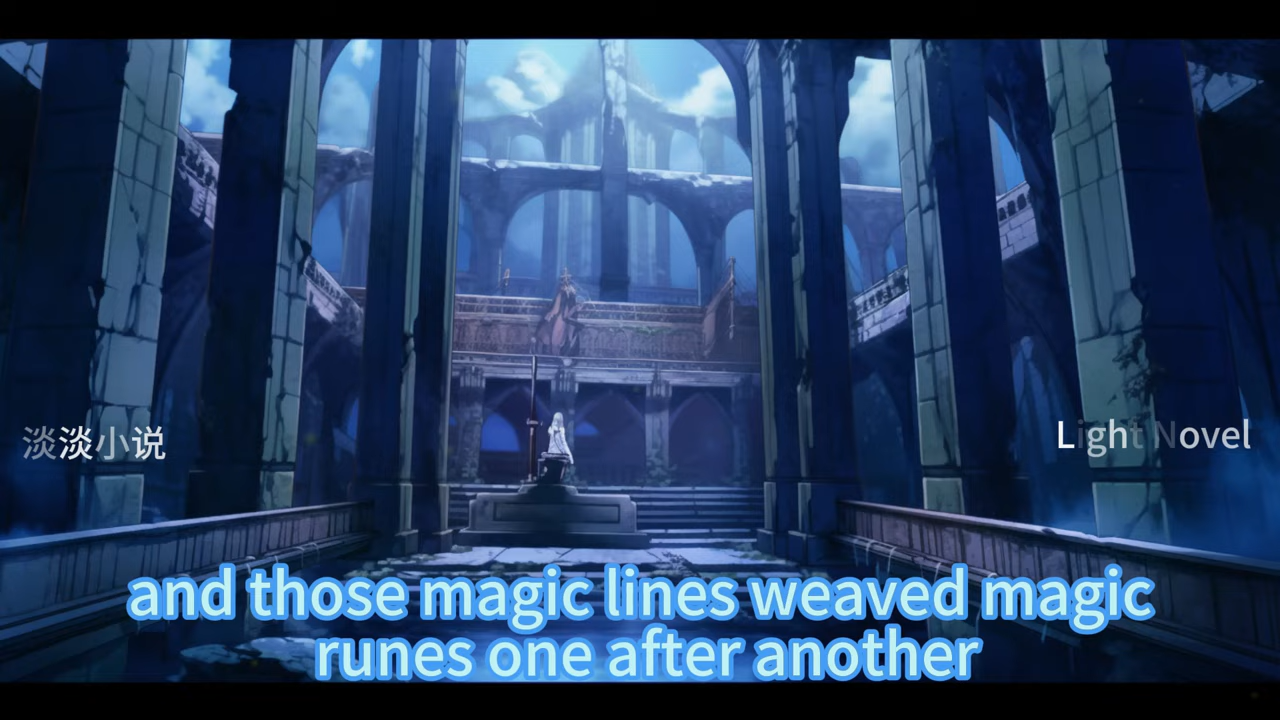 淡淡小说
Light Novel
and those magic lines weaved magic
runes one after another